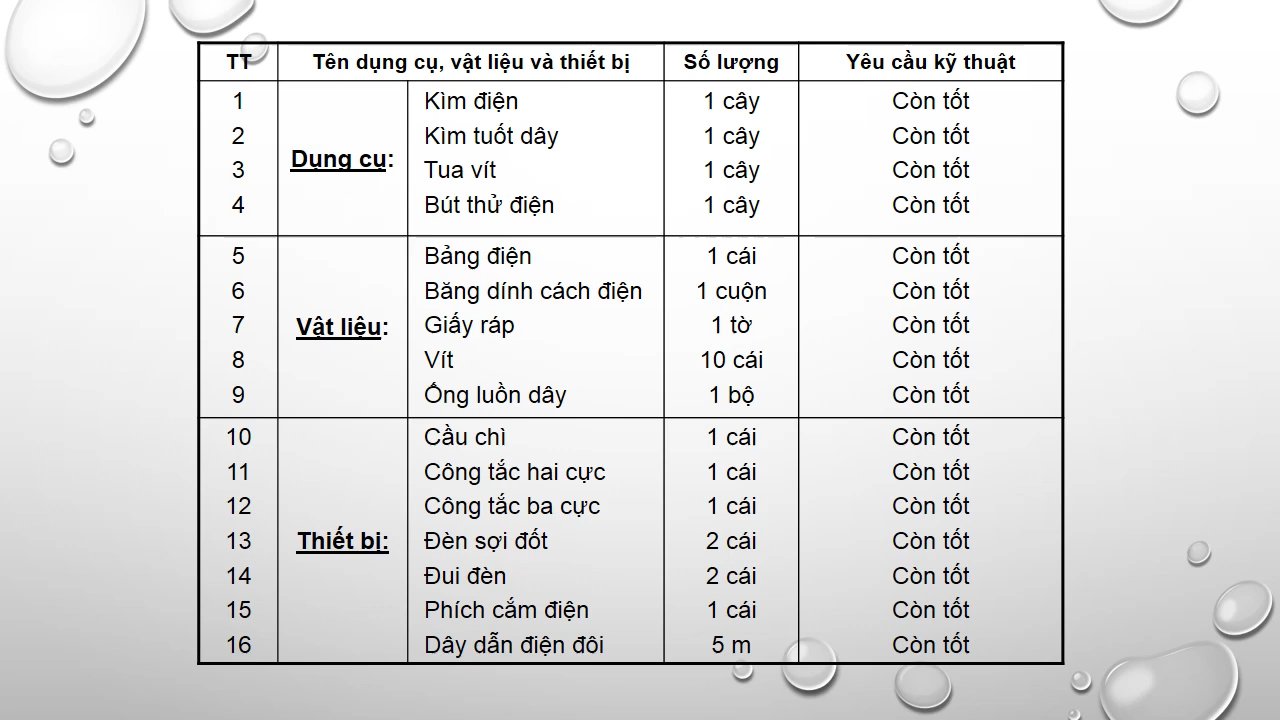 TT Tên dụng cụ, vật liệu và thiết bị Số lượng Yêu cầu kỹ thuật
Dụng cụ:
1 Kìm điện 1 cây Còn tốt
2 Kìm tuốt dây 1 cây Còn tốt
3 Tua vít 1 cây Còn tốt
4 Bút thử điện 1 cây Còn tốt
Vật liệu:
5 Bảng điện 1 cái Còn tốt
6 Băng dính cách điện 1 cuộn Còn tốt
7 Giấy ráp 1 tờ Còn tốt
8 Vít 10 cái Còn tốt
9 Ống luồn dây 1 bộ Còn tốt
Thiết bị:
10 Cầu chì 1 cái Còn tốt
11 Công tắc hai cực 1 cái Còn tốt
12 Công tắc ba cực 1 cái Còn tốt
13 Đèn sợi đốt 2 cái Còn tốt
14 Đui đèn 2 cái Còn tốt
15 Phích cắm điện 1 cái Còn tốt
16 Dây dẫn điện đôi 5 m Còn tốt